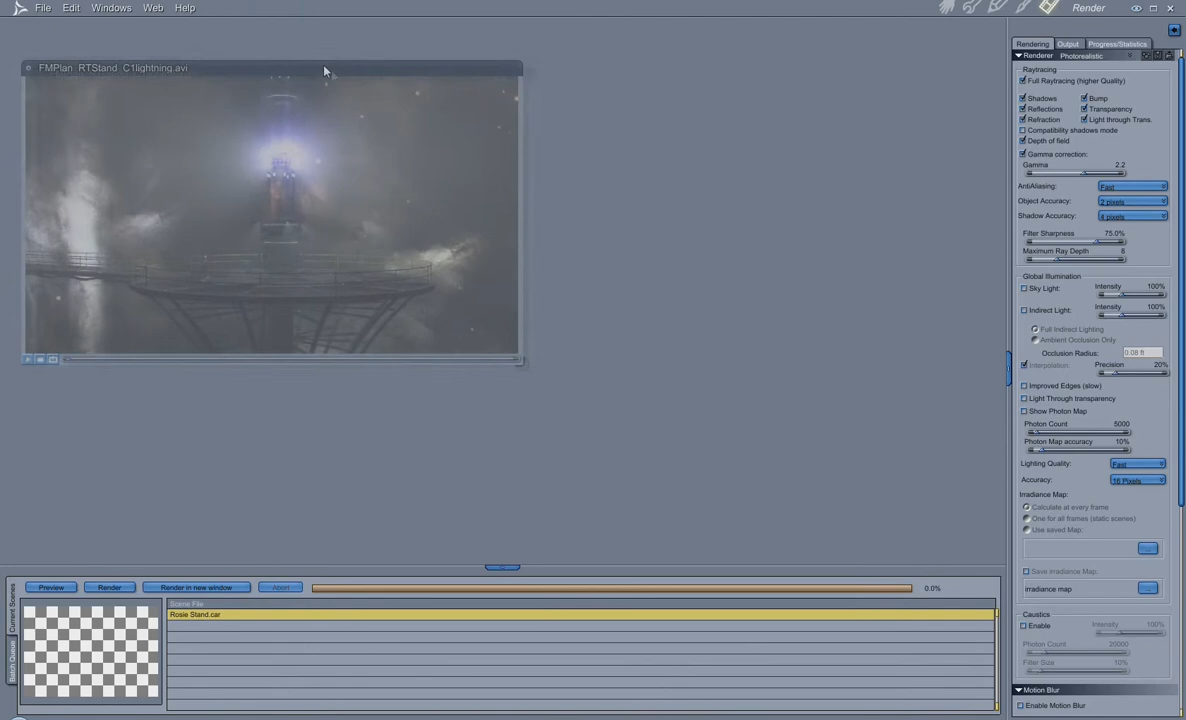 File Edit Windows Web Help
Render
Rendering Output Progress/Statistics
Renderer Photorealistic
FMPlan_RTStand_C1lightning.avi
Raytracing
Full Raytracing (higher Quality)
Shadows Bump
Reflections Transparency
Refraction Light through Trans.
Compatibility shadows mode
Depth of field
Gamma correction:
Gamma 2.2
AntiAliasing: Fast
Object Accuracy: 2 pixels
Shadow Accuracy: 4 pixels
Filter Sharpness 75.0%
Maximum Ray Depth 8
Global Illumination
Sky Light: Intensity 100%
Indirect Light: Intensity 100%
Full Indirect Lighting
Ambient Occlusion Only
Occlusion Radius: 0.08 ft
Interpolation: Precision 20%
Improved Edges (slow)
Light Through transparency
Show Photon Map
Photon Count 5000
Photon Map accuracy 10%
Lighting Quality: Fast
Accuracy: 16 Pixels
Irradiance Map:
Calculate at every frame
One for all frames (static scenes)
Use saved Map:
...
Save irradiance Map:
irradiance map ...
Caustics
Enable Intensity 100%
Photon Count 20000
Filter Size 10%
Motion Blur
Enable Motion Blur
Current Scenes
Batch Queue
Preview Render Render in new window Abort 0.0%
Scene File
Rosie Stand.car